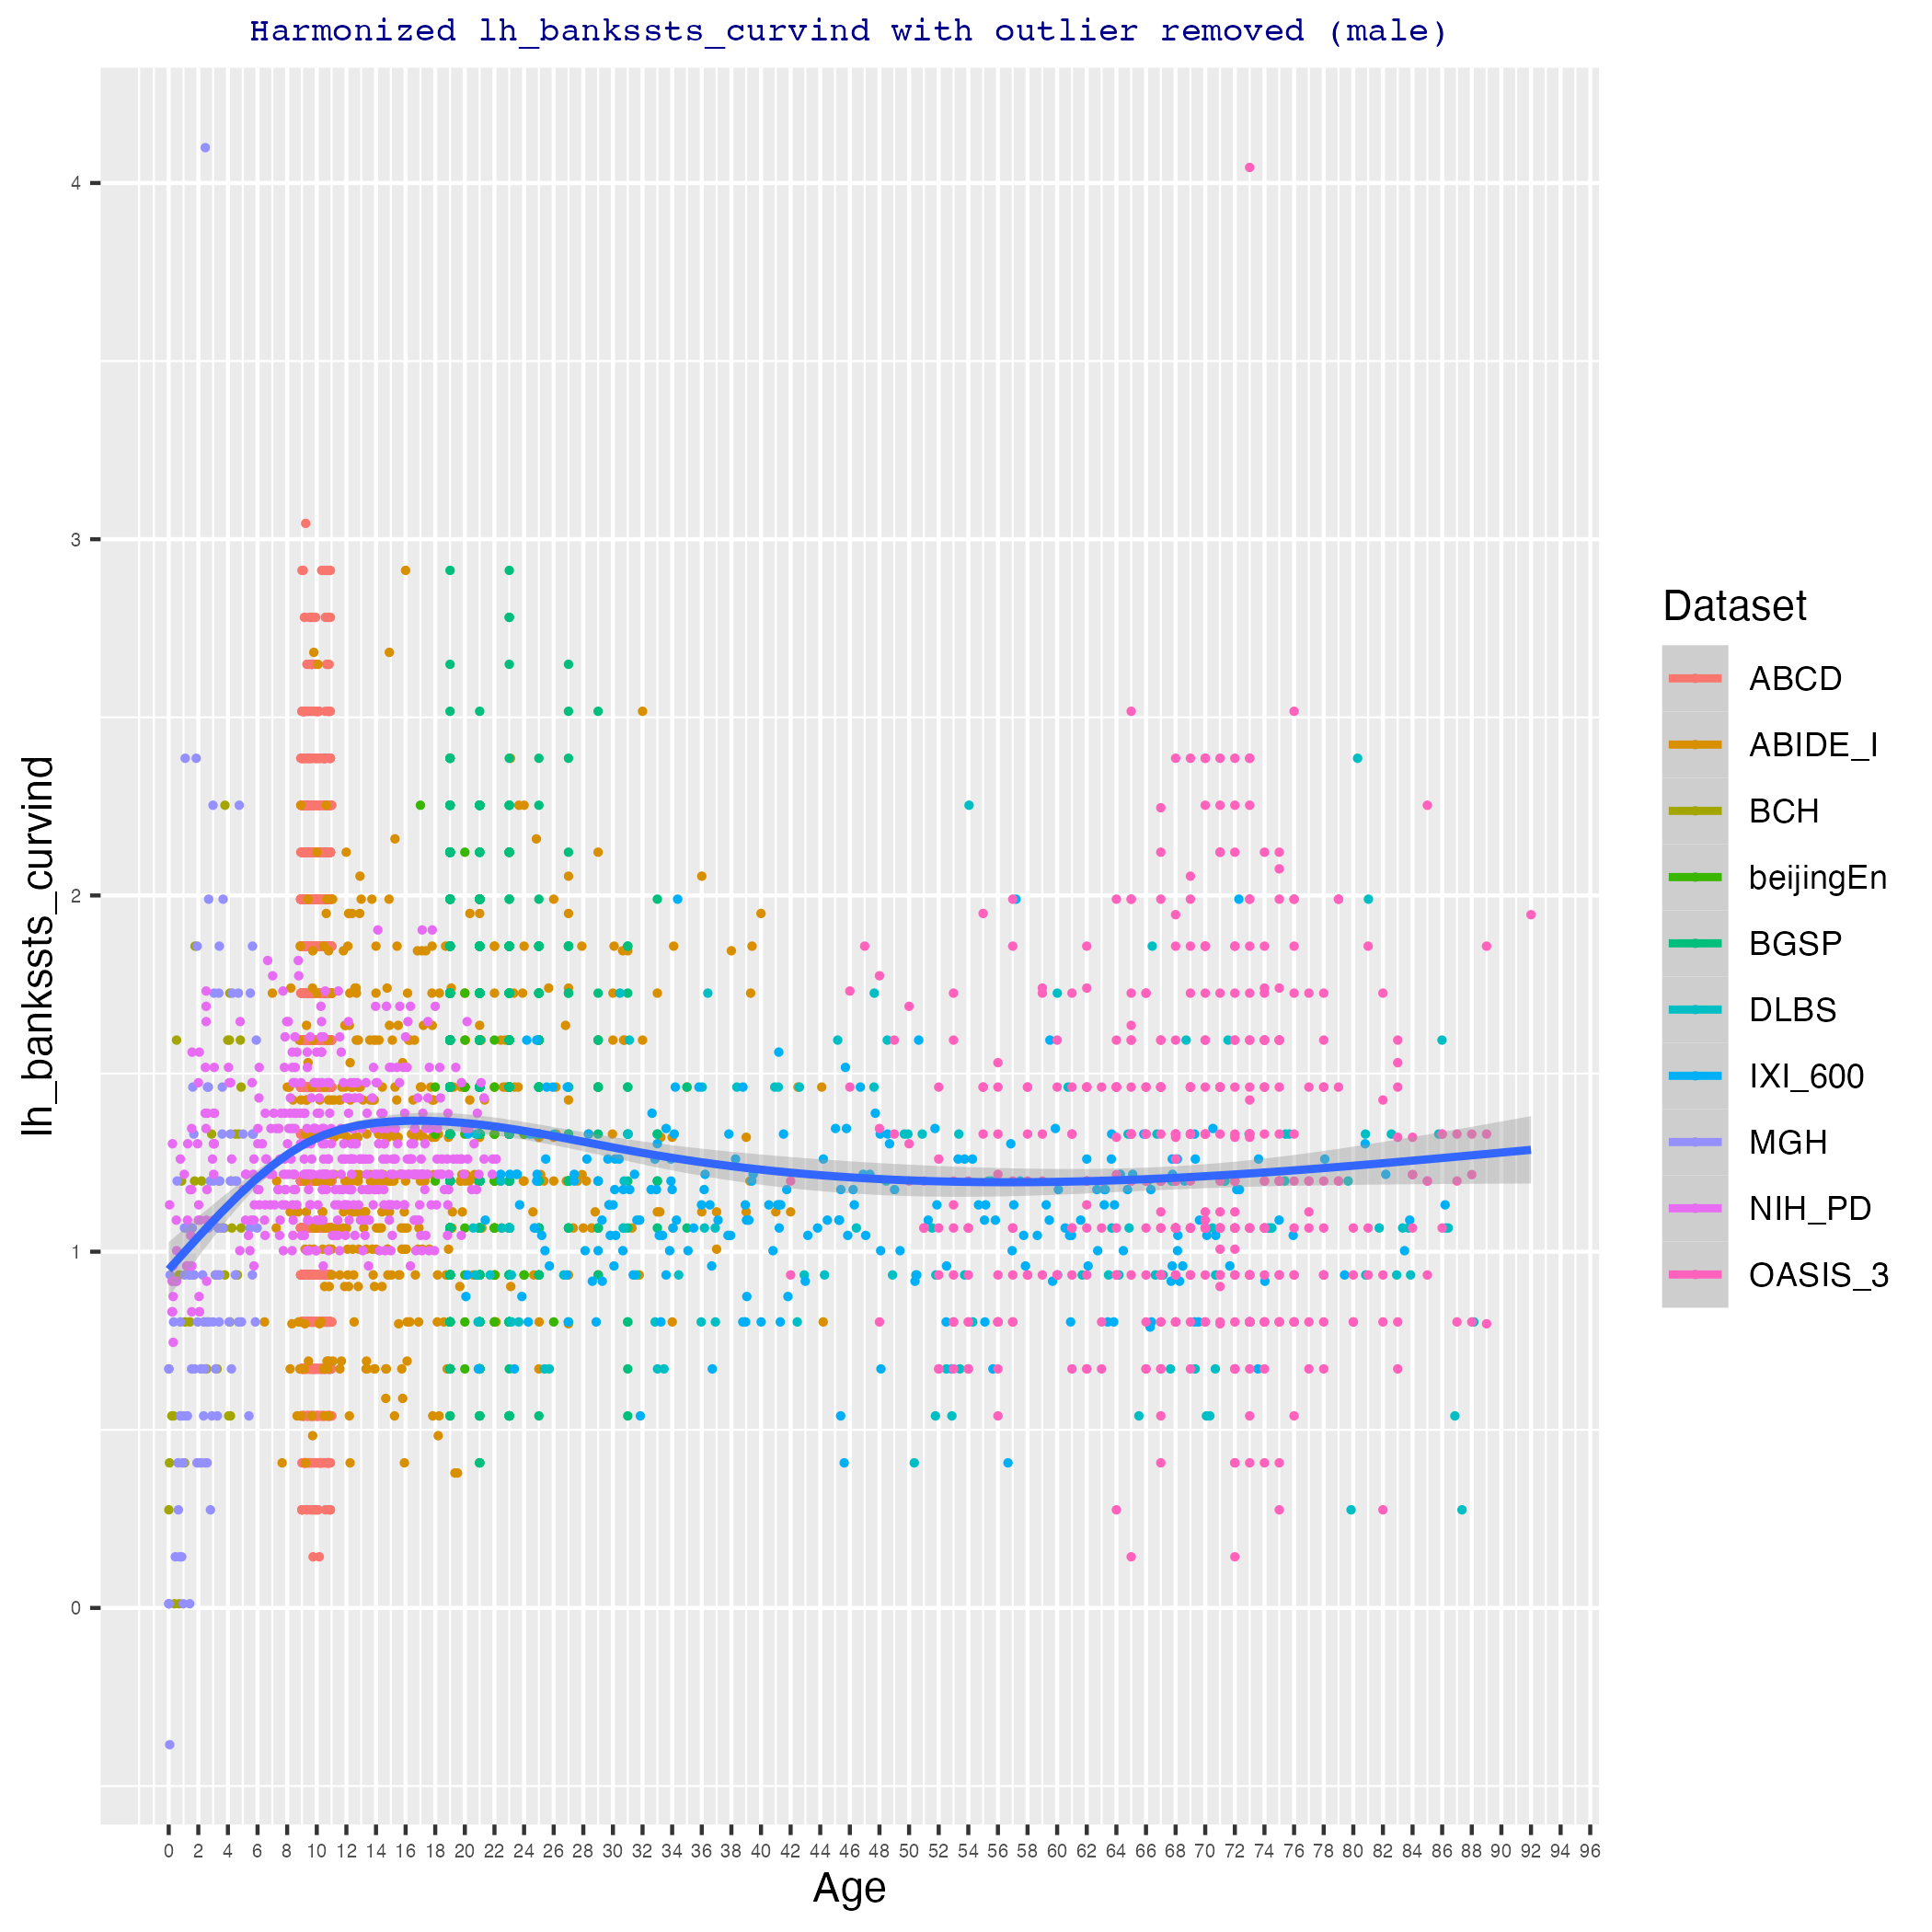 Harmonized lh_bankssts_curvind with outlier removed (male)
lh_bankssts_curvind
4
3
2
1
0
0 2 4 6 8 10 12 14 16 18 20 22 24 26 28 30 32 34 36 38 40 42 44 46 48 50 52 54 56 58 60 62 64 66 68 70 72 74 76 78 80 82 84 86 88 90 92 94 96
Age
Dataset
ABCD
ABIDE_I
BCH
beijingEn
BGSP
DLBS
IXI_600
MGH
NIH_PD
OASIS_3